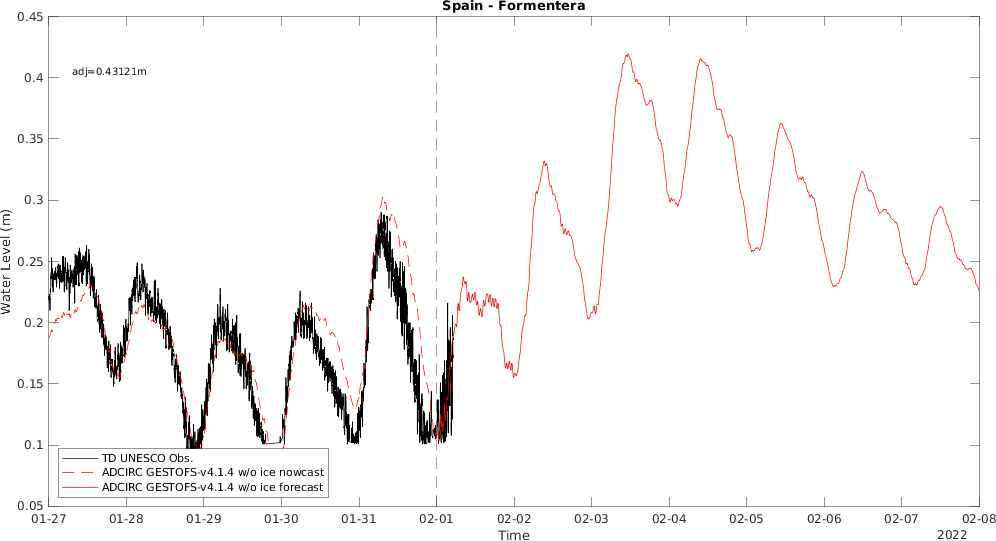 Spain - Formentera
adj=0.43121m
Water Level (m)
0.45
0.4
0.35
0.3
0.25
0.2
0.15
0.1
0.05
TD UNESCO Obs.
ADCIRC GESTOFS-v4.1.4 w/o ice nowcast
ADCIRC GESTOFS-v4.1.4 w/o ice forecast
01-27 01-28 01-29 01-30 01-31 02-01 02-02 02-03 02-04 02-05 02-06 02-07 02-08
Time
2022